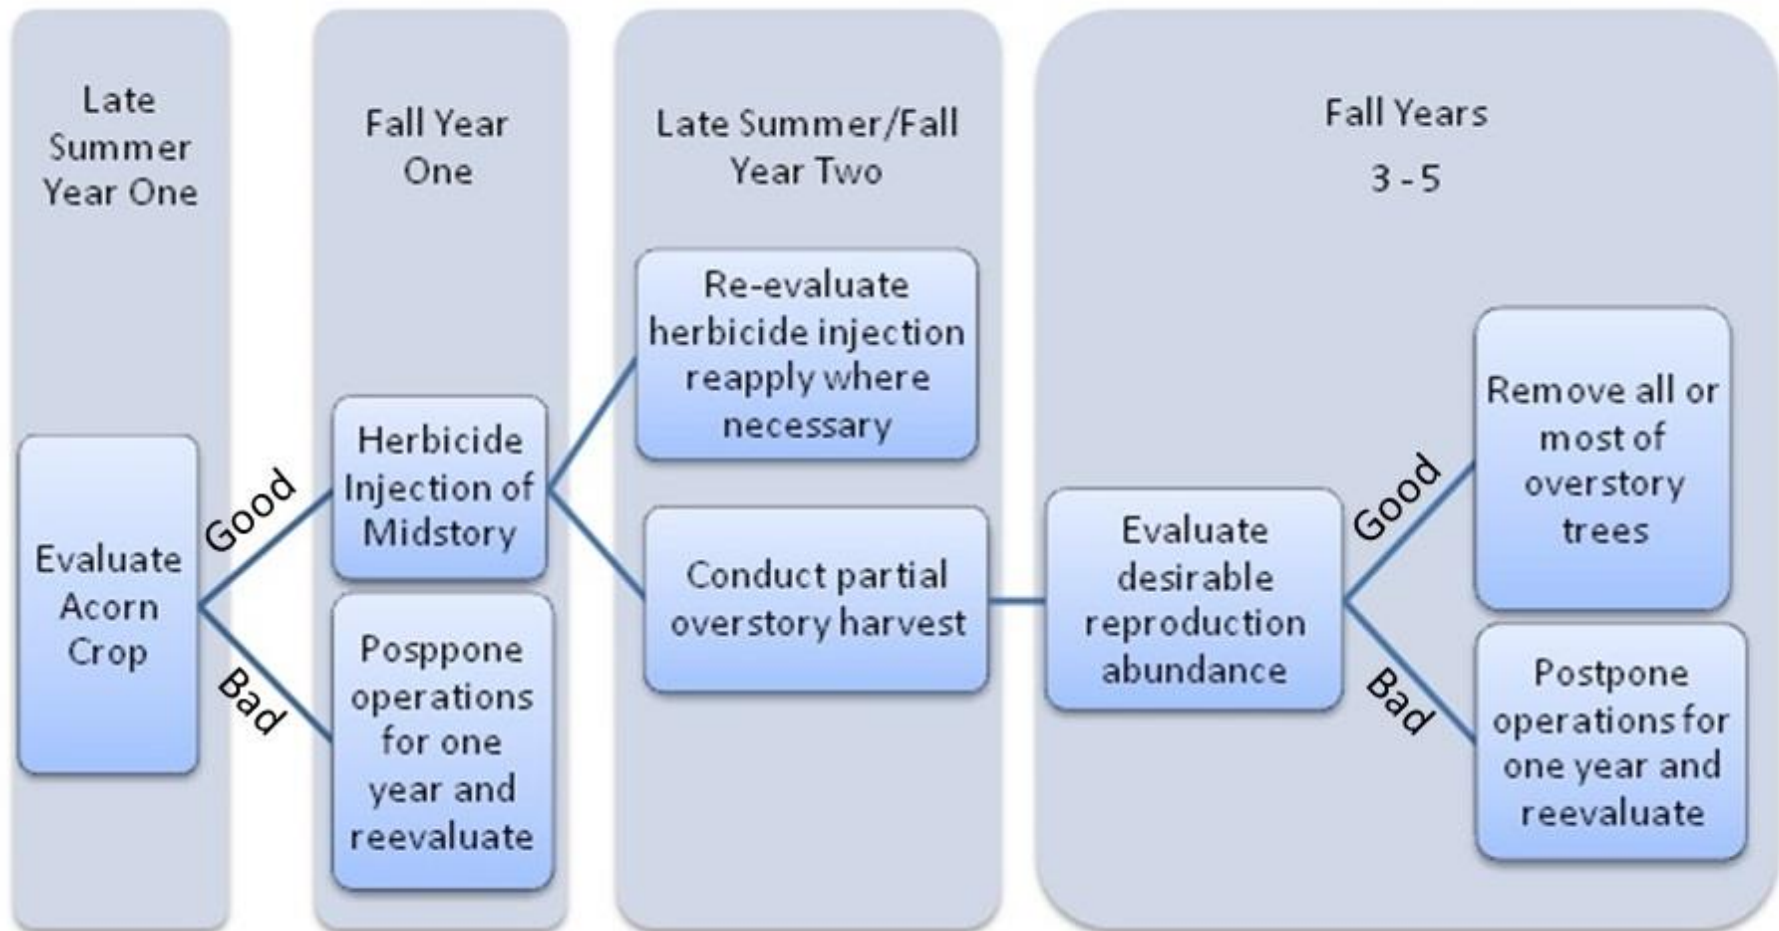 Late
Summer
Year One
Evaluate
Acorn
Crop
Good
Bad
Fall Year
One
Herbicide
Injection of
Midstory
Posppone
operations
for one
year and
reevaluate
Late Summer/Fall
Year Two
Re-evaluate
herbicide injection
reapply where
necessary
Conduct partial
overstory harvest
Fall Years
3 - 5
Evaluate
desirable
reproduction
abundance
Good
Bad
Remove all or
most of
overstory
trees
Postpone
operations for
one year and
reevaluate